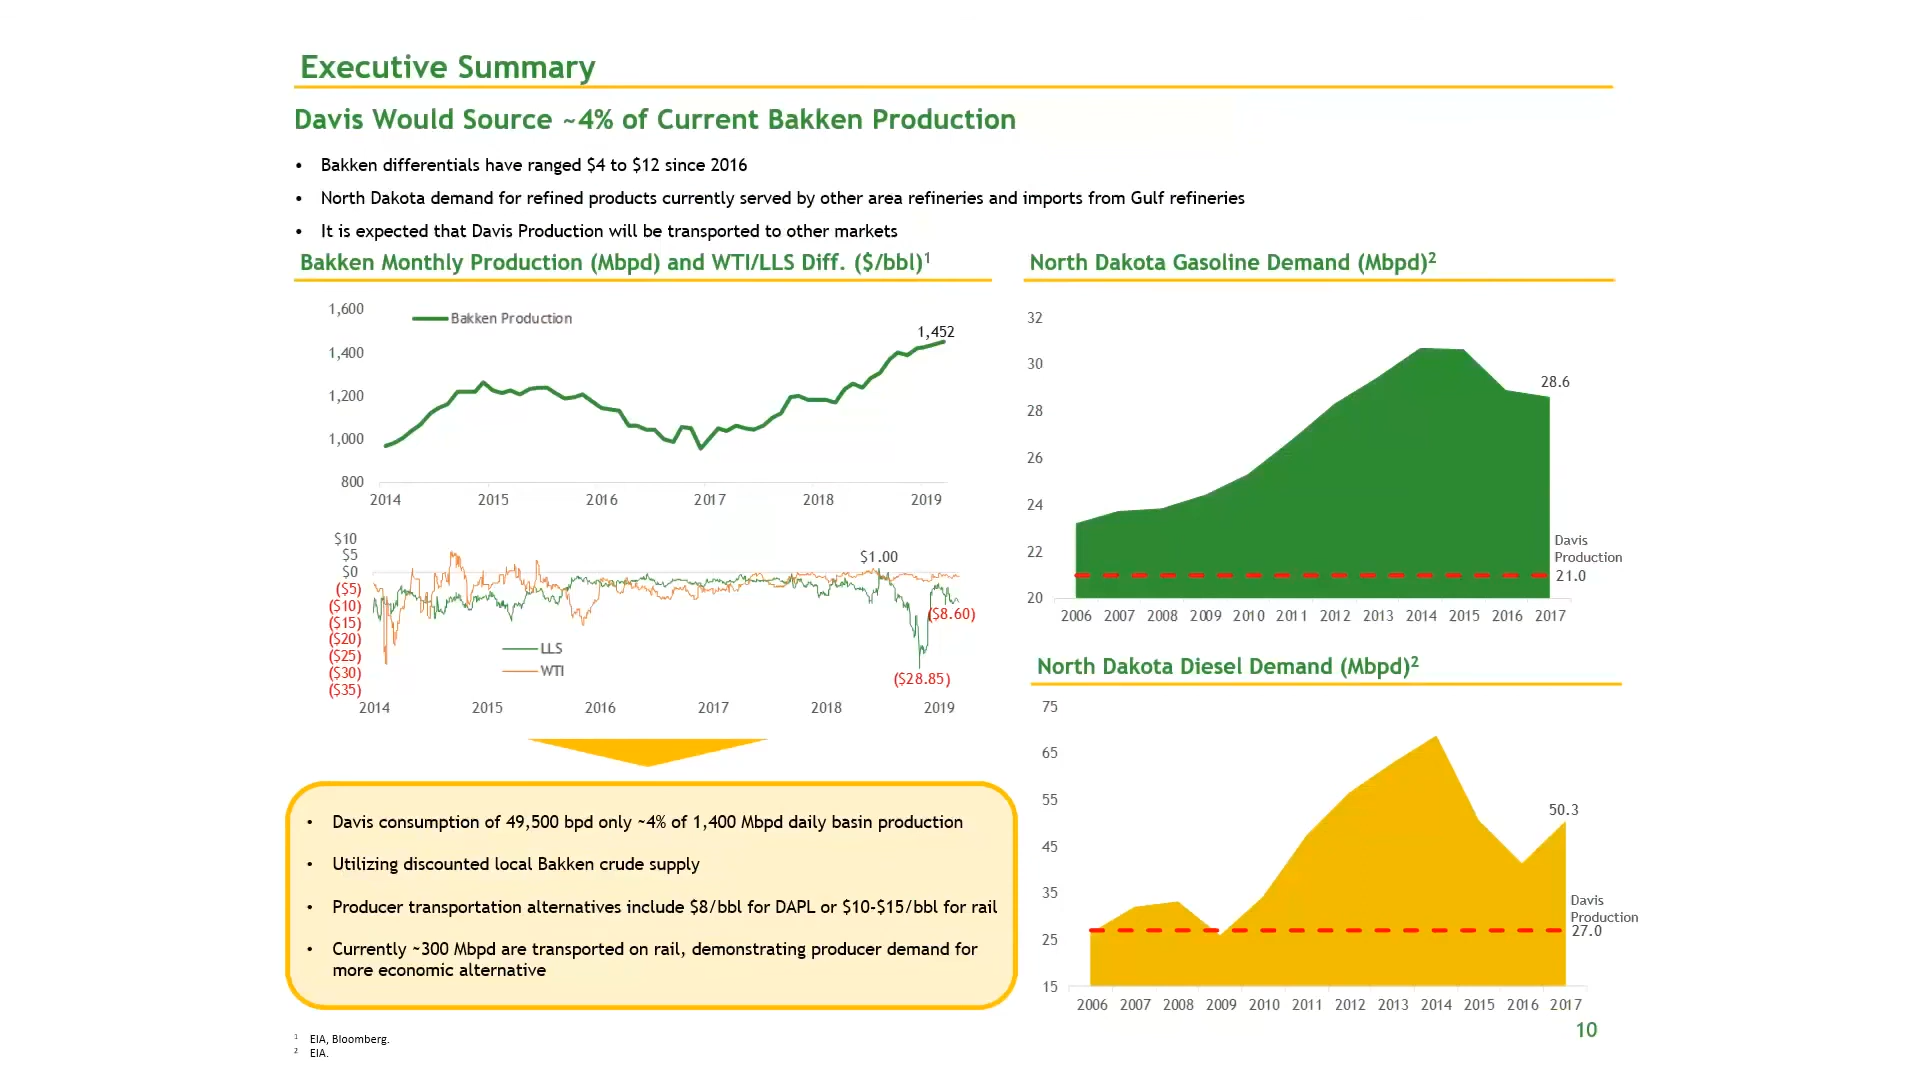 Executive Summary
Davis Would Source ~4% of Current Bakken Production
• Bakken differentials have ranged $4 to $12 since 2016
• North Dakota demand for refined products currently served by other area refineries and imports from Gulf refineries
• It is expected that Davis Production will be transported to other markets
Bakken Monthly Production (Mbpd) and WTI/LLS Diff. ($/bbl)¹
1,600
1,400
1,200
1,000
800
Bakken Production
1,452
2014 2015 2016 2017 2018 2019
$10
$5
$0
($5)
($10)
($15)
($20)
($25)
($30)
($35)
$1.00
($8.60)
($28.85)
LLS
WTI
2014 2015 2016 2017 2018 2019
• Davis consumption of 49,500 bpd only ~4% of 1,400 Mbpd daily basin production
• Utilizing discounted local Bakken crude supply
• Producer transportation alternatives include $8/bbl for DAPL or $10-$15/bbl for rail
• Currently ~300 Mbpd are transported on rail, demonstrating producer demand for
more economic alternative
North Dakota Gasoline Demand (Mbpd)²
32
30
28
26
24
22
20
28.6
Davis
Production
21.0
2006 2007 2008 2009 2010 2011 2012 2013 2014 2015 2016 2017
North Dakota Diesel Demand (Mbpd)²
75
65
55
45
35
25
15
50.3
Davis
Production
27.0
2006 2007 2008 2009 2010 2011 2012 2013 2014 2015 2016 2017
¹ EIA, Bloomberg.
² EIA.
10